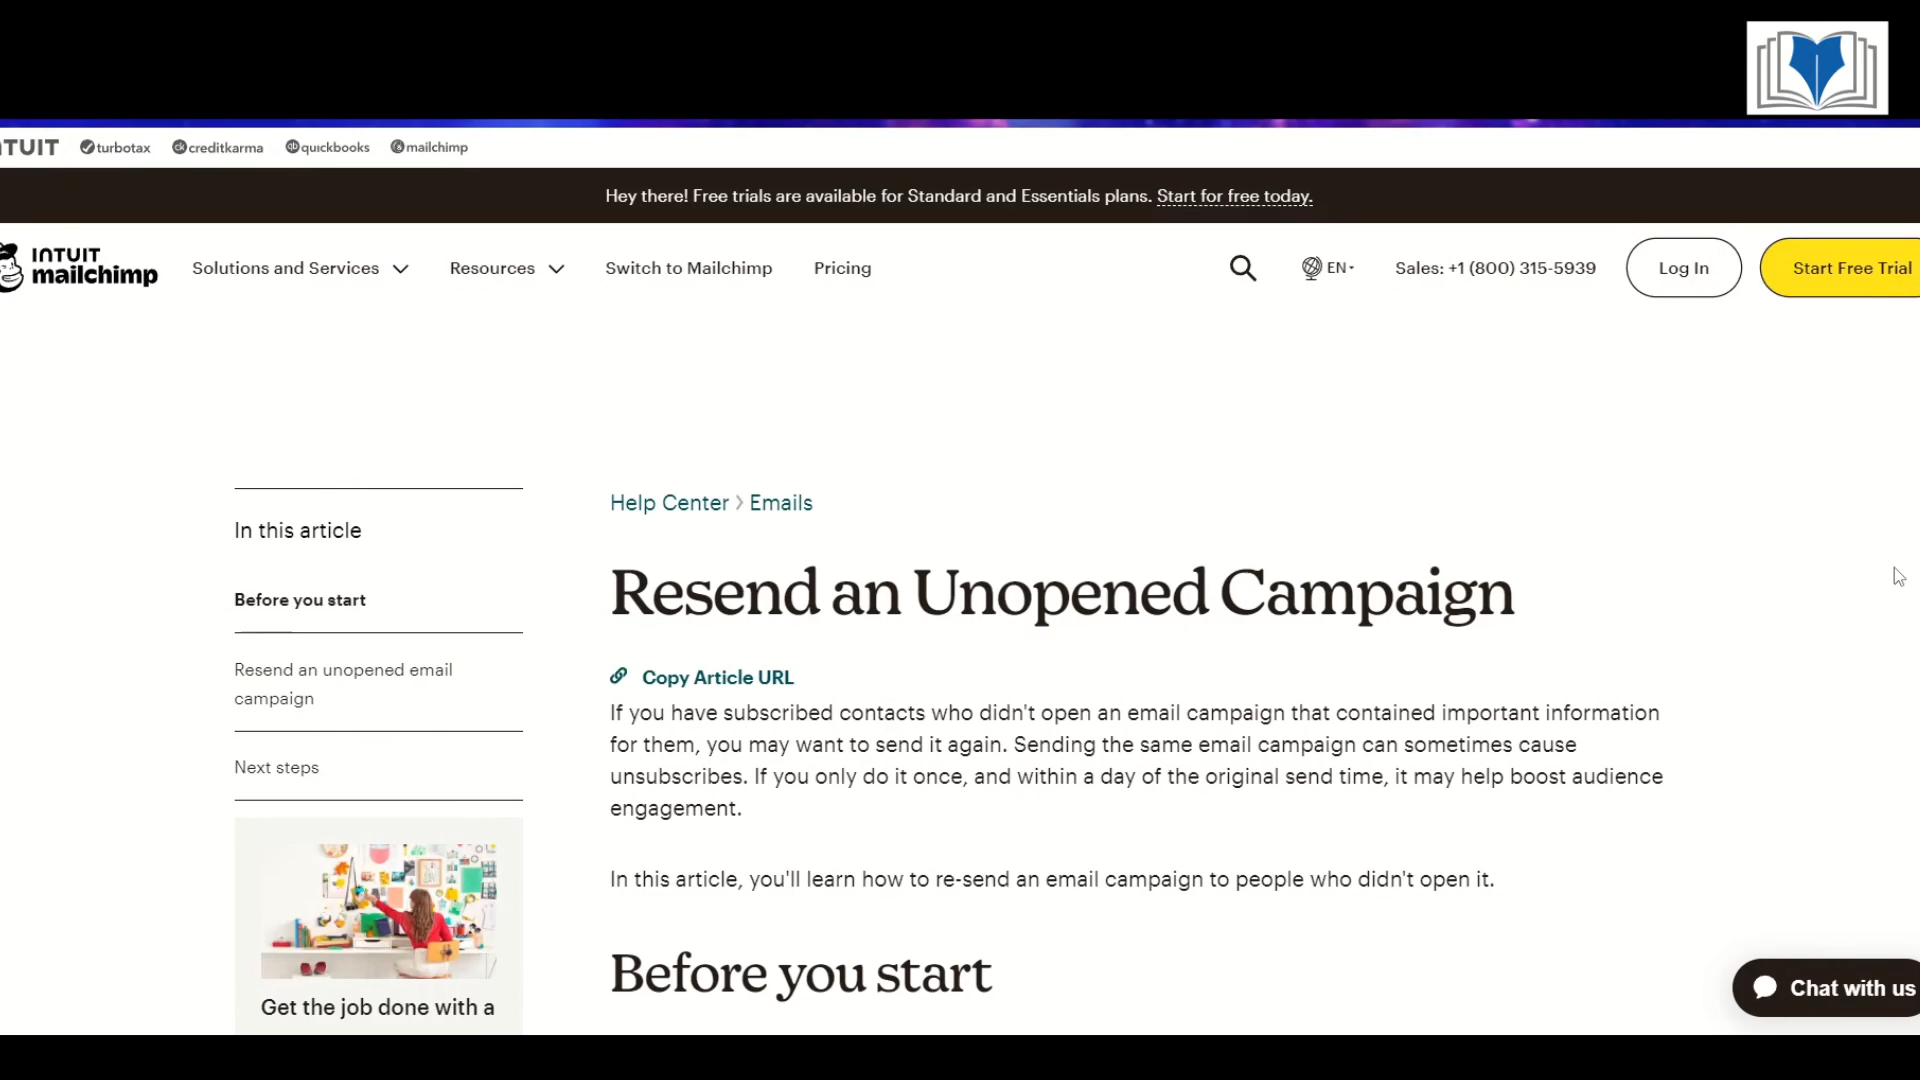 INTUIT
turbotax
creditkarma
quickbooks
mailchimp
Hey there! Free trials are available for Standard and Essentials plans. Start for free today.
INTUIT
mailchimp
Solutions and Services
Resources
Switch to Mailchimp
Pricing
EN
Sales: +1 (800) 315-5939
Log In
Start Free Trial
In this article
Before you start
Resend an unopened email
campaign
Next steps
Get the job done with a
Help Center > Emails
Resend an Unopened Campaign
Copy Article URL
If you have subscribed contacts who didn't open an email campaign that contained important information
for them, you may want to send it again. Sending the same email campaign can sometimes cause
unsubscribes. If you only do it once, and within a day of the original send time, it may help boost audience
engagement.
In this article, you'll learn how to re-send an email campaign to people who didn't open it.
Before you start
Chat with us